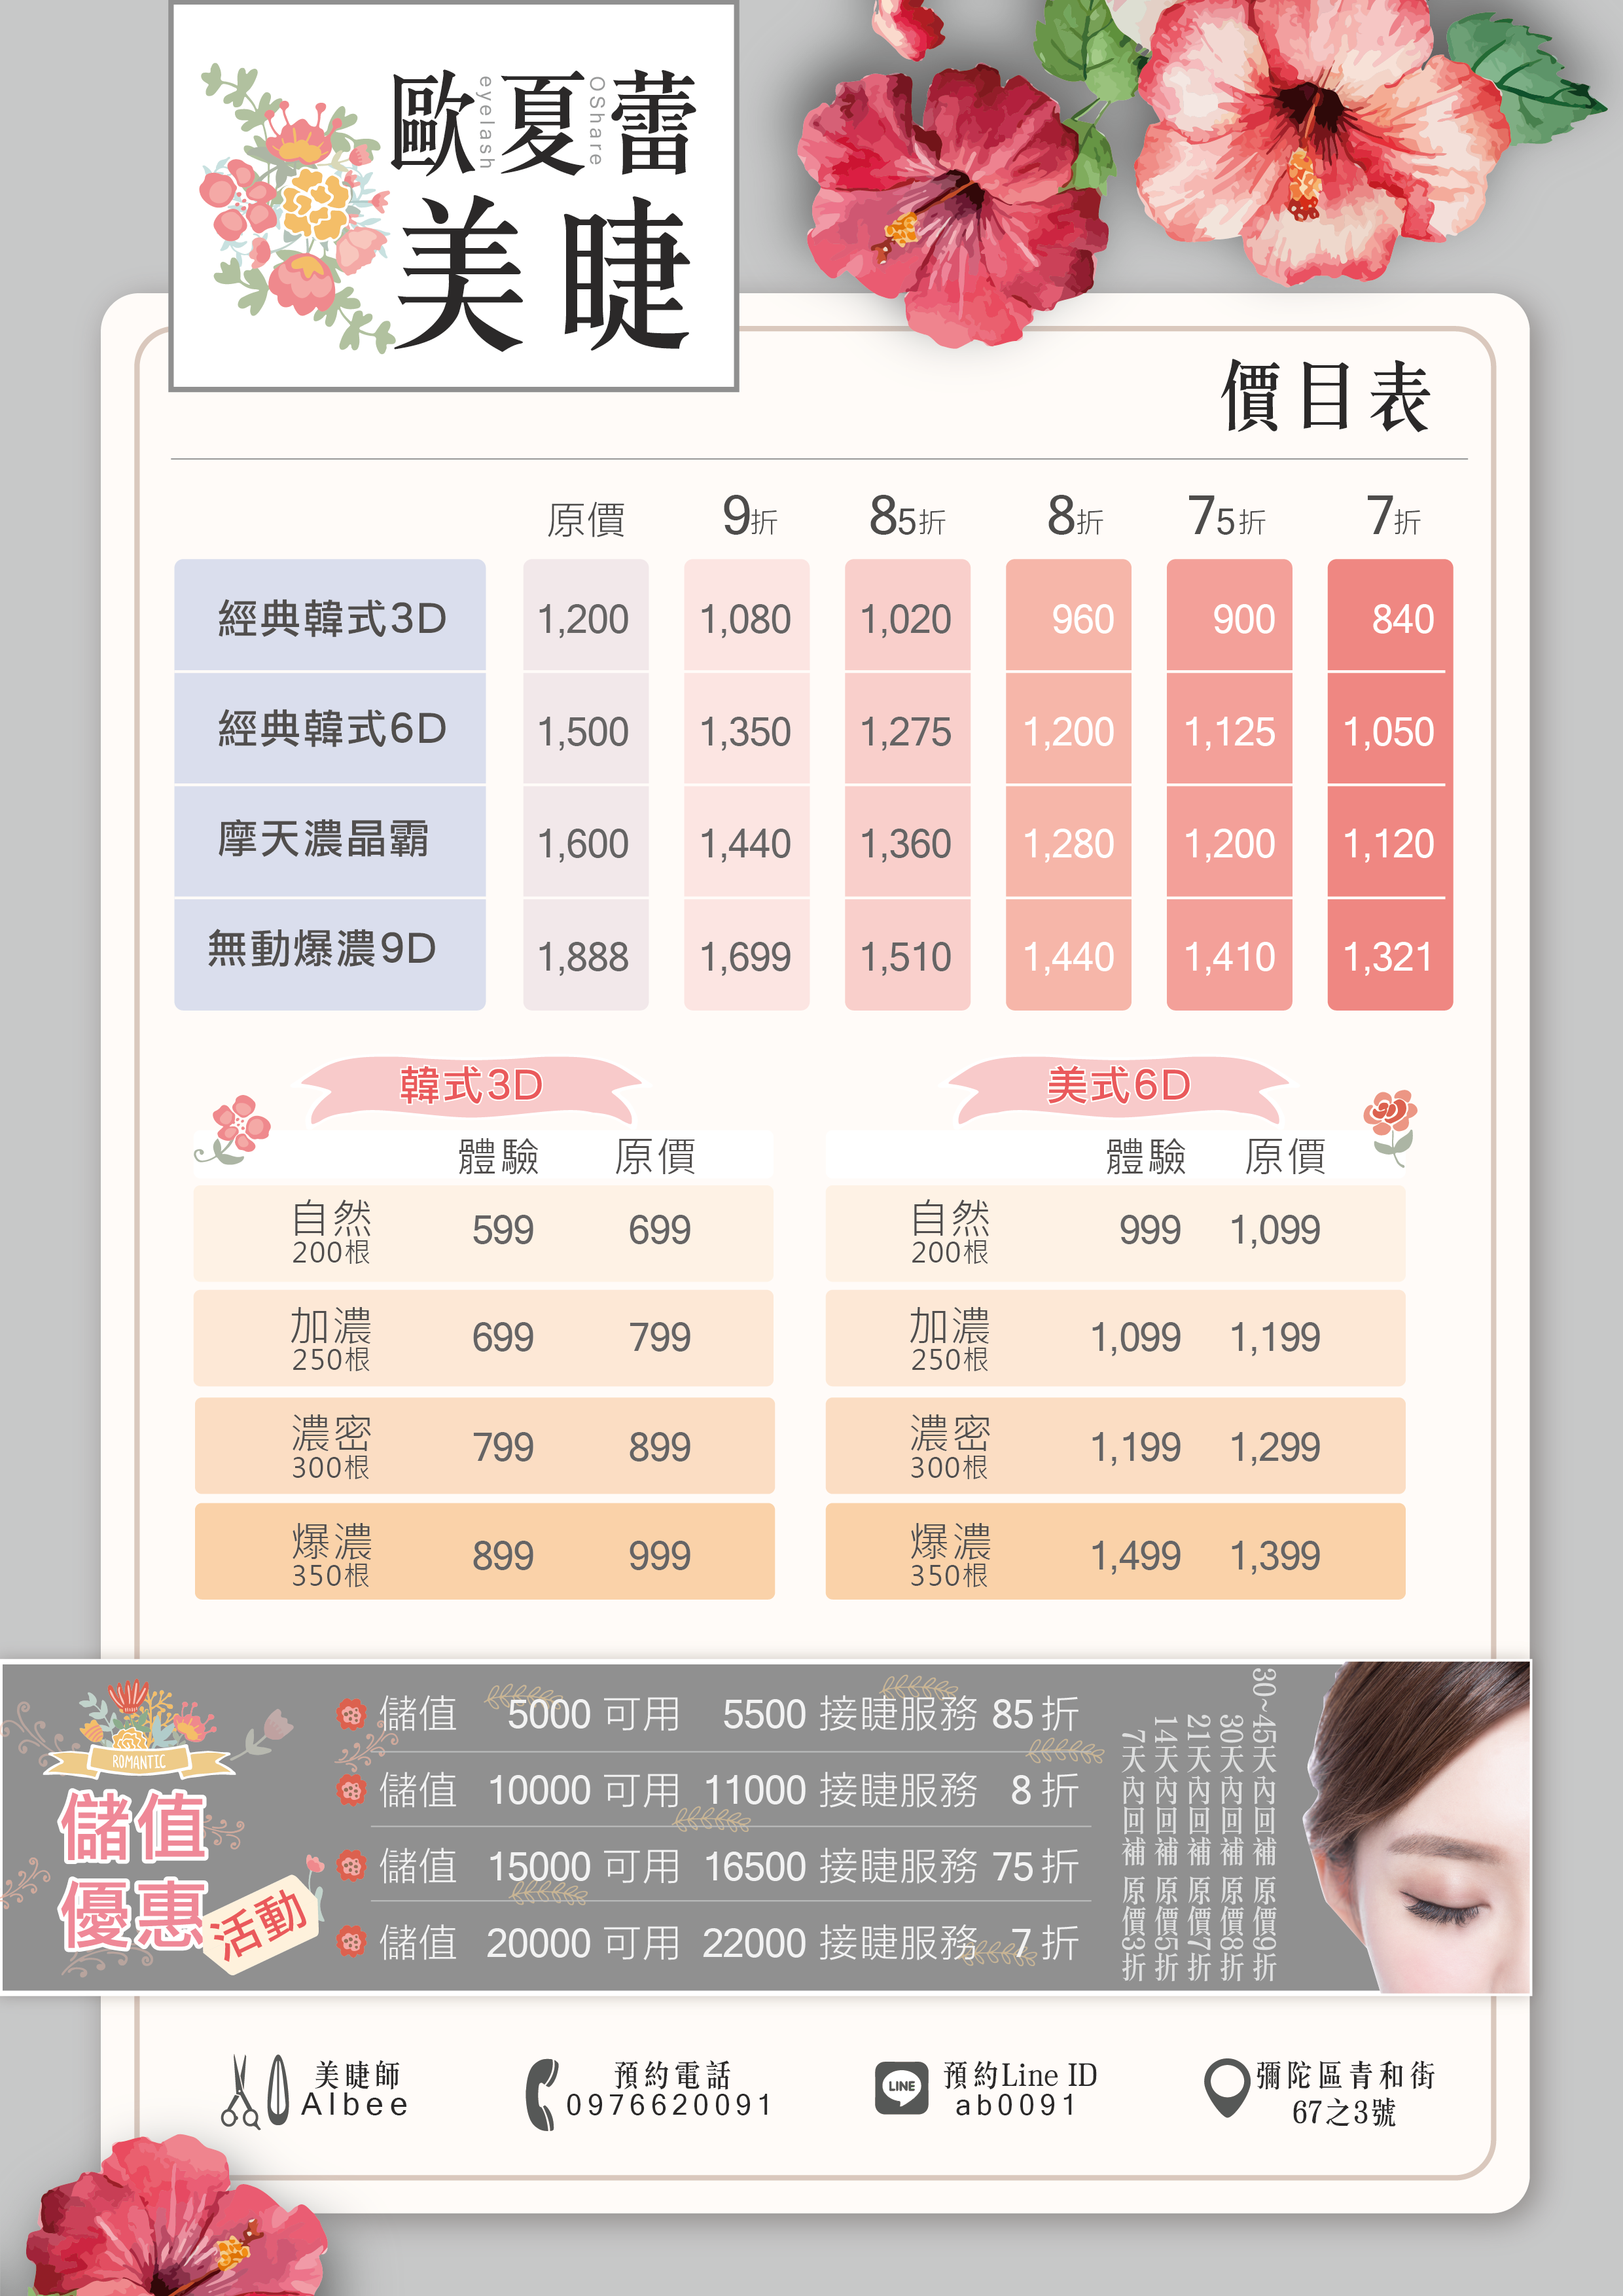 歐夏蕾
OShare
eyelash
美睫
價目表
原價 9折 85折 8折 75折 7折
經典韓式3D 1,200 1,080 1,020 960 900 840
經典韓式6D 1,500 1,350 1,275 1,200 1,125 1,050
摩天濃晶霸 1,600 1,440 1,360 1,280 1,200 1,120
無動爆濃9D 1,888 1,699 1,510 1,440 1,410 1,321
韓式3D
體驗 原價
自然 599 699
200根
加濃 699 799
250根
濃密 799 899
300根
爆濃 899 999
350根
美式6D
體驗 原價
自然 999 1,099
200根
加濃 1,099 1,199
250根
濃密 1,199 1,299
300根
爆濃 1,499 1,399
350根
ROMANTIC
儲值
優惠
活動
儲值 5000 可用 5500 接睫服務 85折
儲值 10000 可用 11000 接睫服務 8折
儲值 15000 可用 16500 接睫服務 75折
儲值 20000 可用 22000 接睫服務 7折
7天內回補 原價3折
14天內回補 原價5折
21天內回補 原價7折
30天內回補 原價8折
30~45天內回補 原價9折
美睫師
Albee
預約電話
0976620091
LINE
預約Line ID
ab0091
彌陀區青和街
67之3號